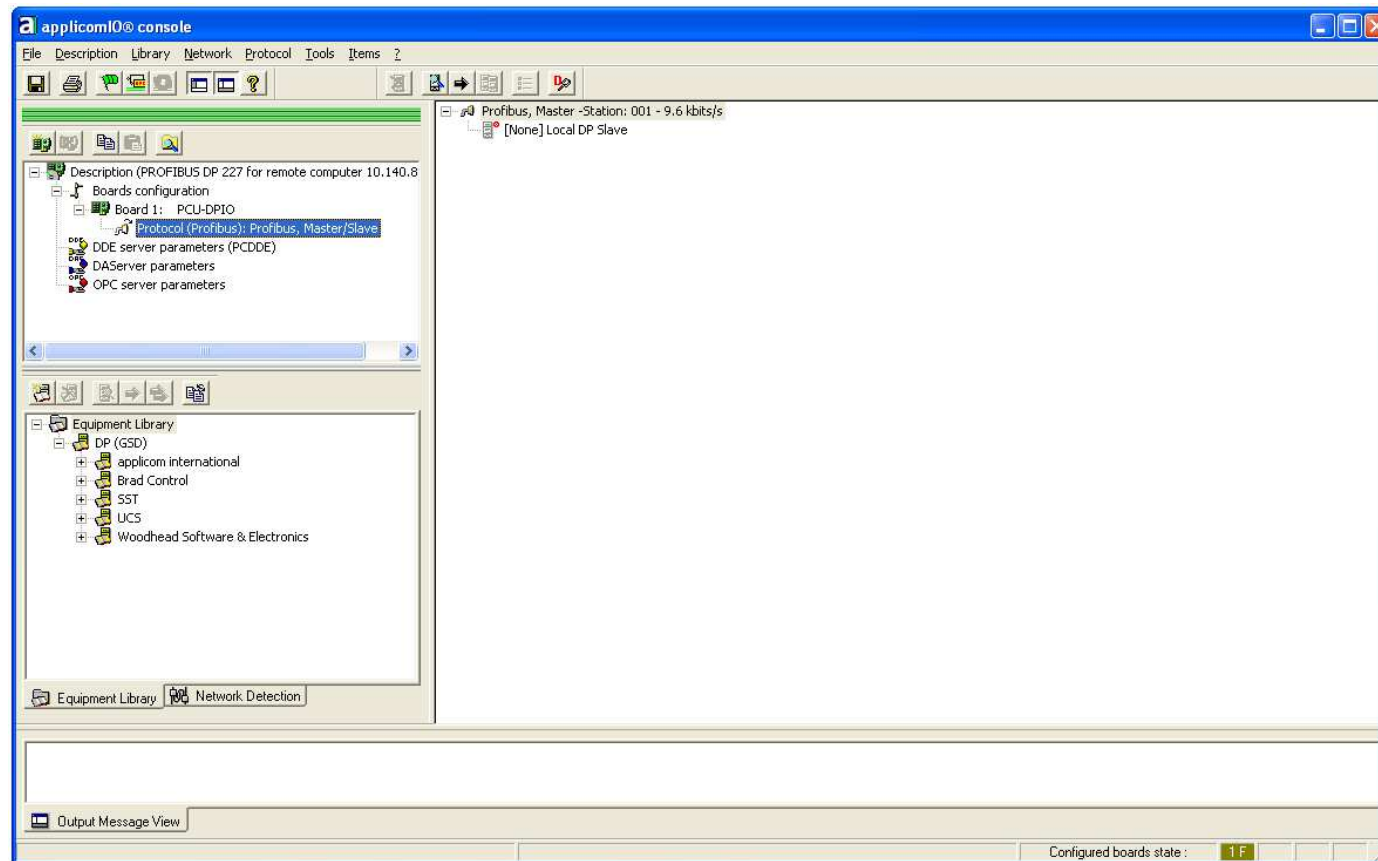 applicomIO® console
File Description Library Network Protocol Tools Items ?
Description (PROFIBUS DP 227 for remote computer 10.140.8
Boards configuration
Board 1: PCU-DPIO
Protocol (Profibus): Profibus, Master/Slave
DDE server parameters (PCDDE)
DAServer parameters
OPC server parameters
Equipment Library
DP (GSD)
applicom international
Brad Control
SST
UCS
Woodhead Software & Electronics
Equipment Library Network Detection
Profibus, Master -Station: 001 - 9.6 kbits/s
[None] Local DP Slave
Output Message View
Configured boards state : 1 F